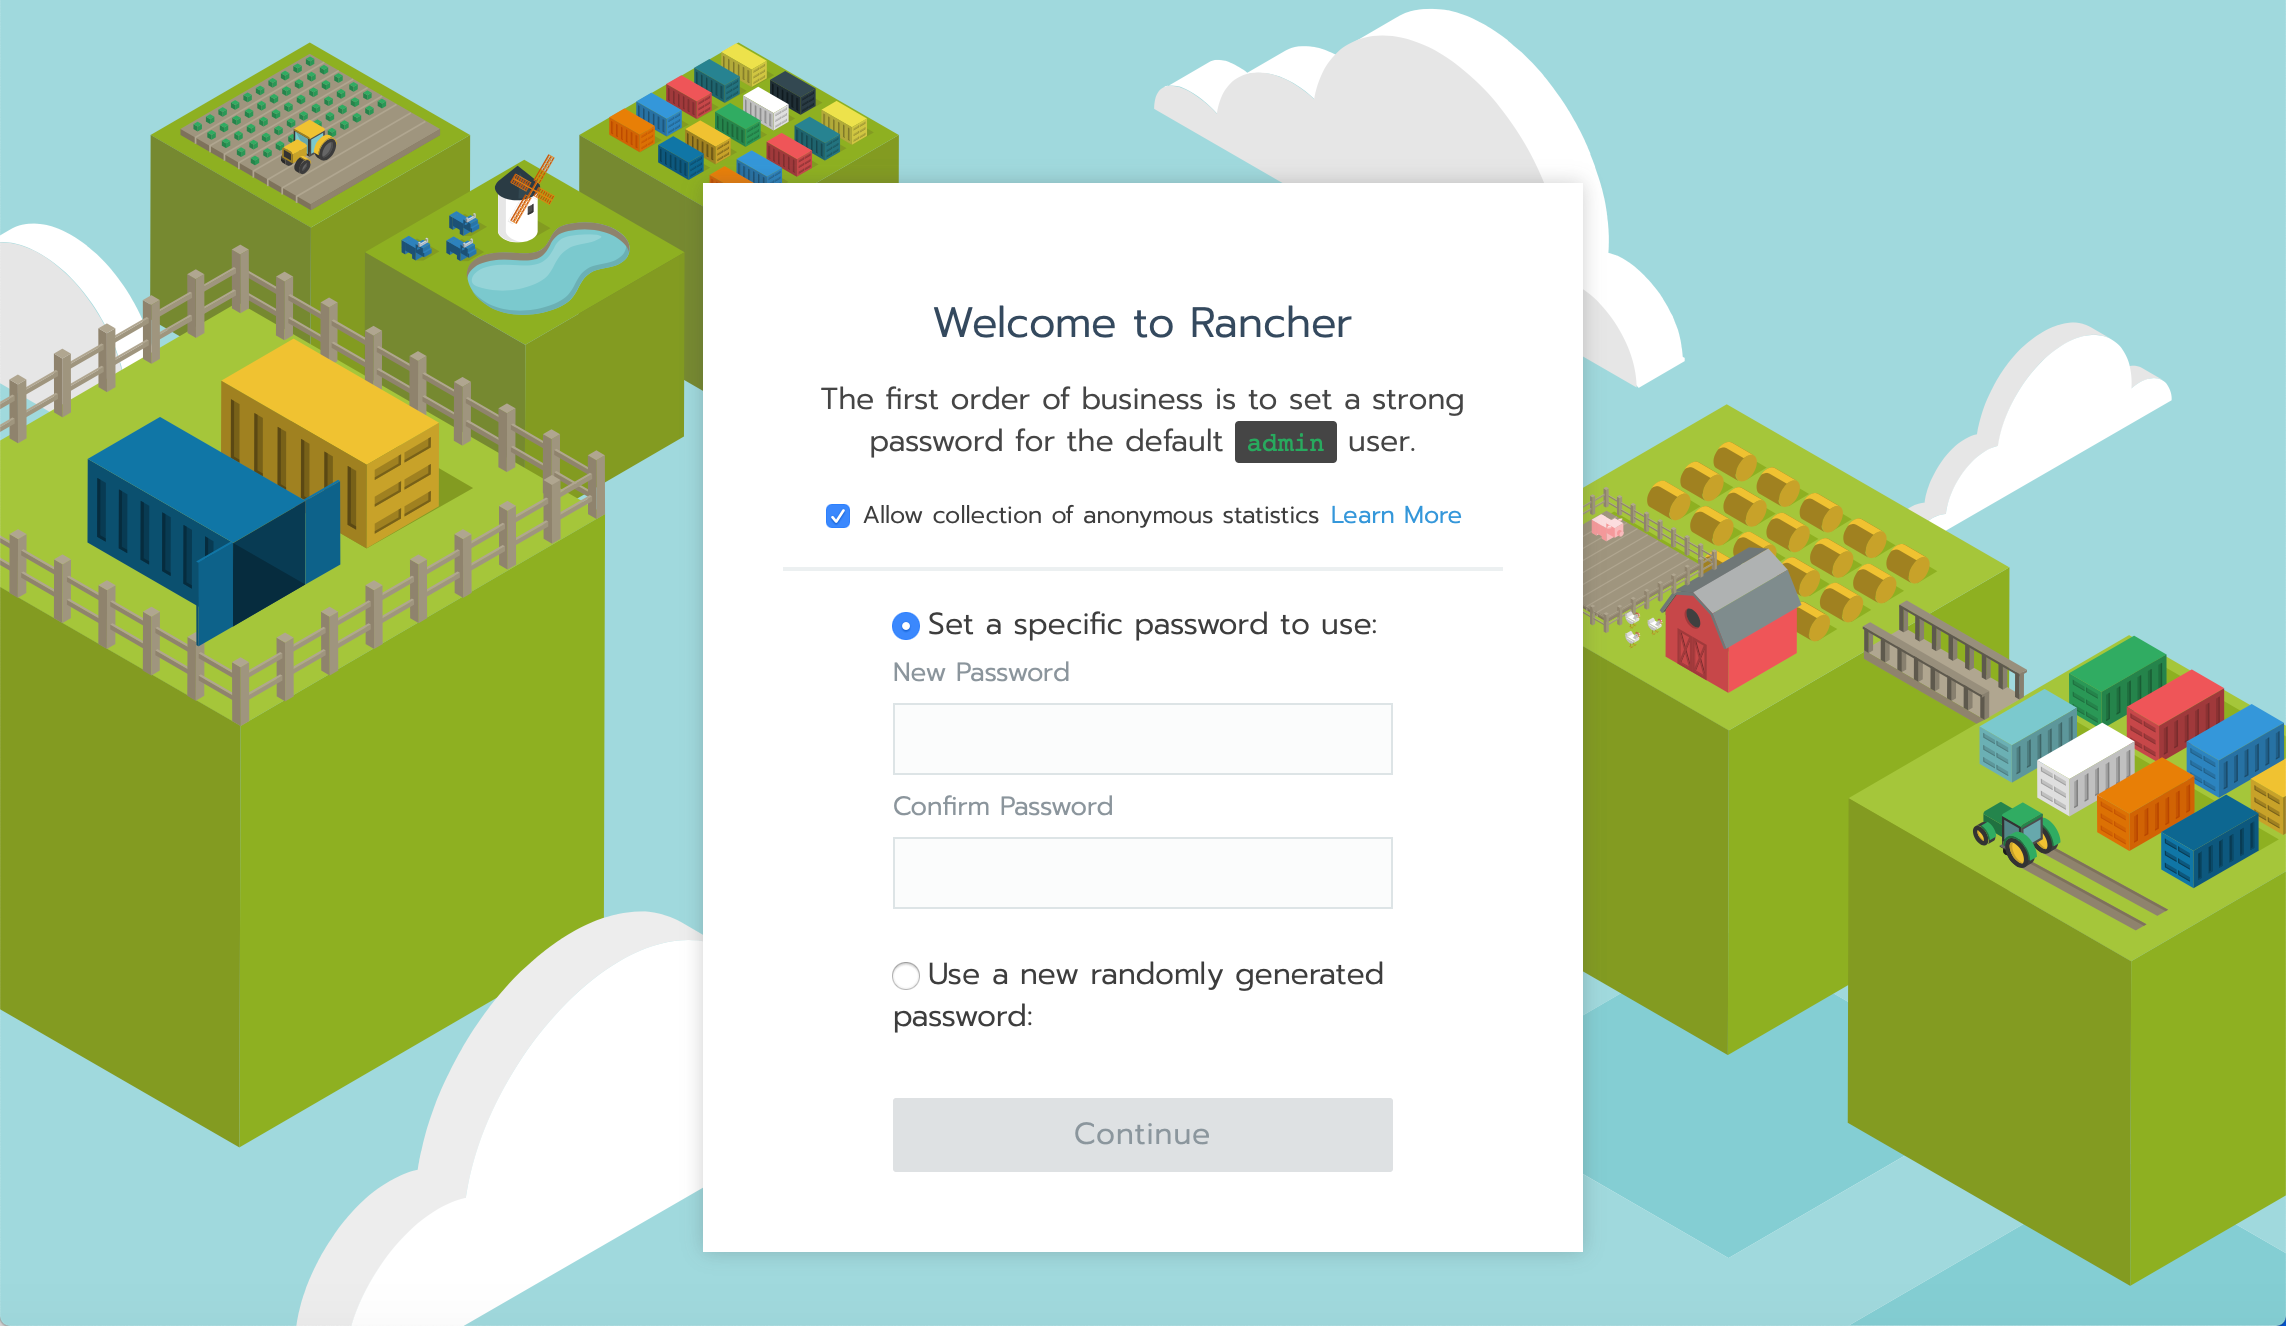 Welcome to Rancher
The first order of business is to set a strong
password for the default admin user.
Allow collection of anonymous statistics Learn More
Set a specific password to use:
New Password
Confirm Password
Use a new randomly generated
password:
Continue